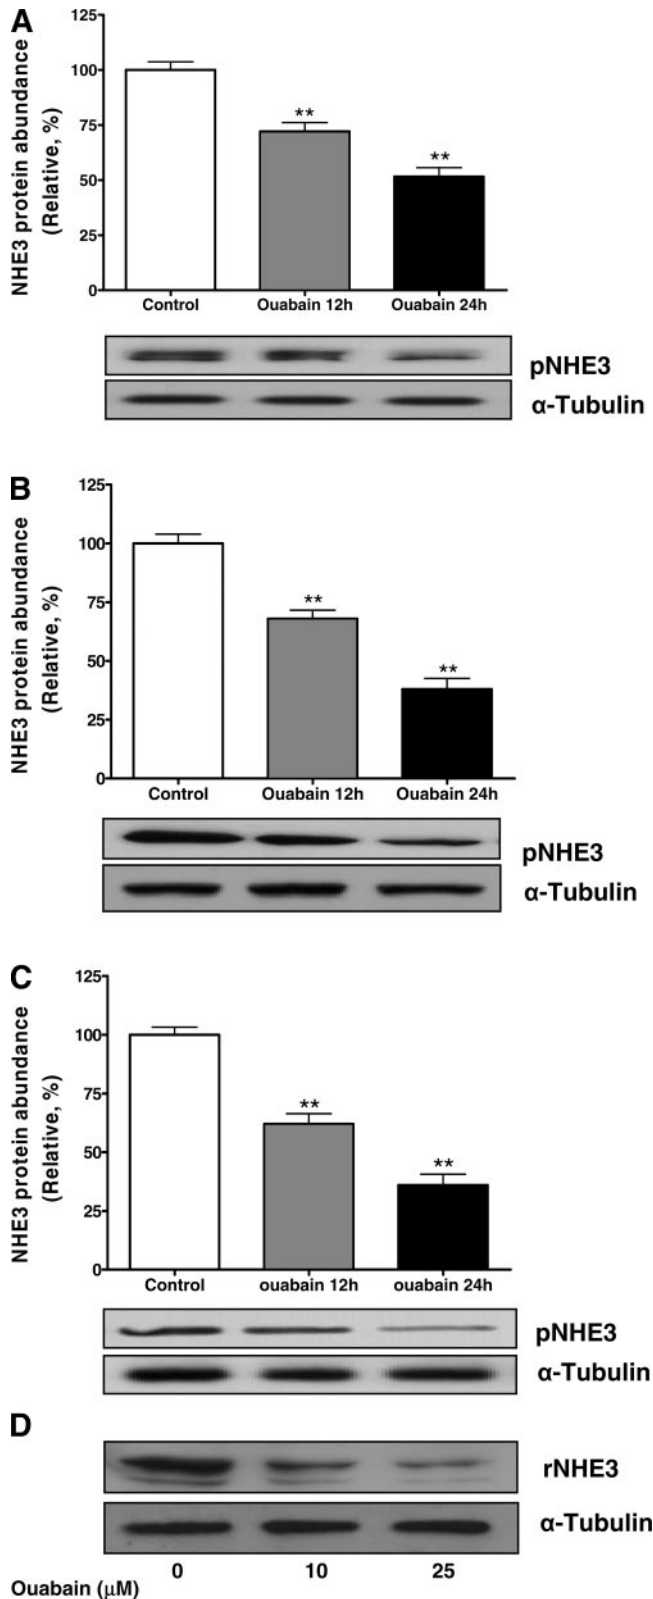 A
NHE3 protein abundance
(Relative, %)
125
100
75
50
25
0
**
**
Control
Ouabain 12h
Ouabain 24h
pNHE3
α-Tubulin
B
NHE3 protein abundance
(Relative, %)
125
100
75
50
25
0
**
**
Control
Ouabain 12h
Ouabain 24h
pNHE3
α-Tubulin
C
NHE3 protein abundance
(Relative, %)
125
100
75
50
25
0
**
**
Control
ouabain 12h
ouabain 24h
pNHE3
α-Tubulin
D
rNHE3
α-Tubulin
0
10
25
Ouabain (μM)